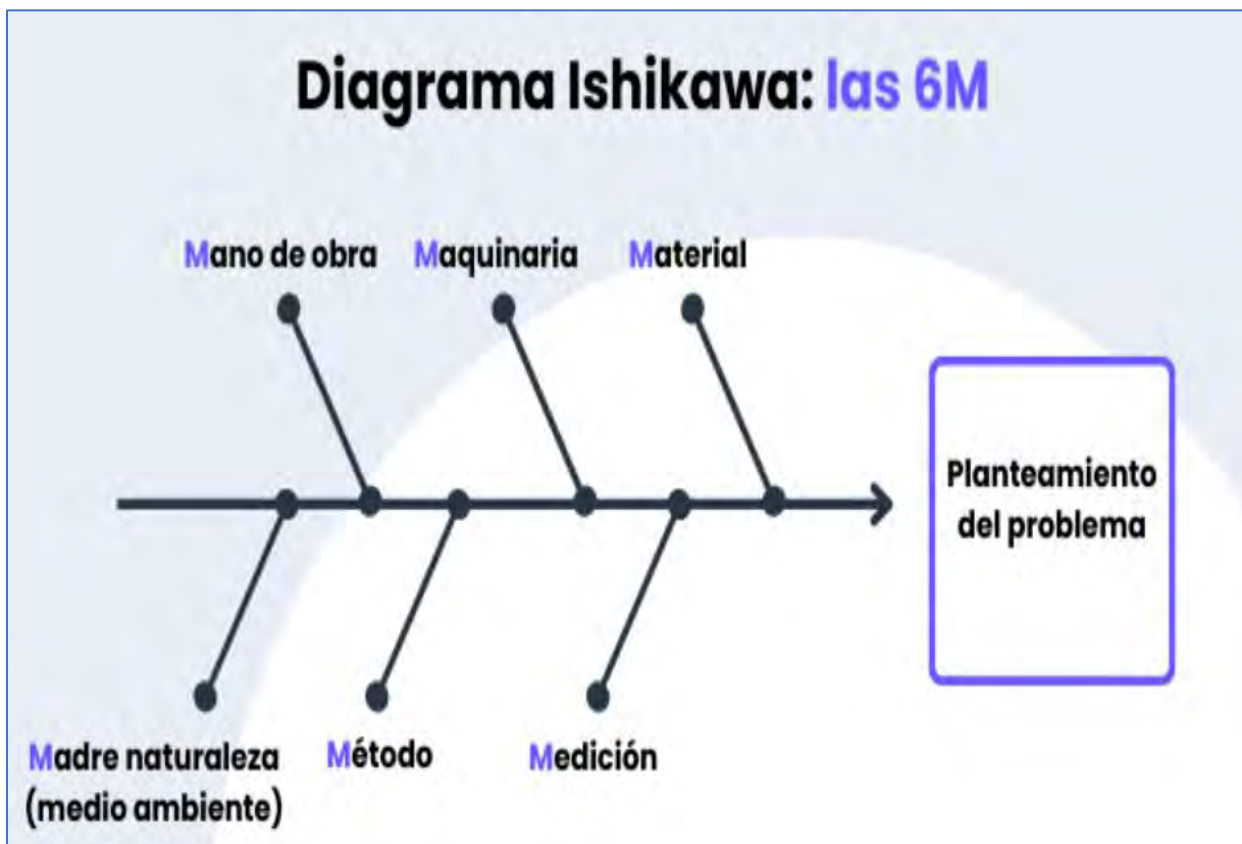 Diagrama Ishikawa: las 6M
Mano de obra
Maquinaria
Material
Planteamiento
del problema
Madre naturaleza
(medio ambiente)
Método
Medición